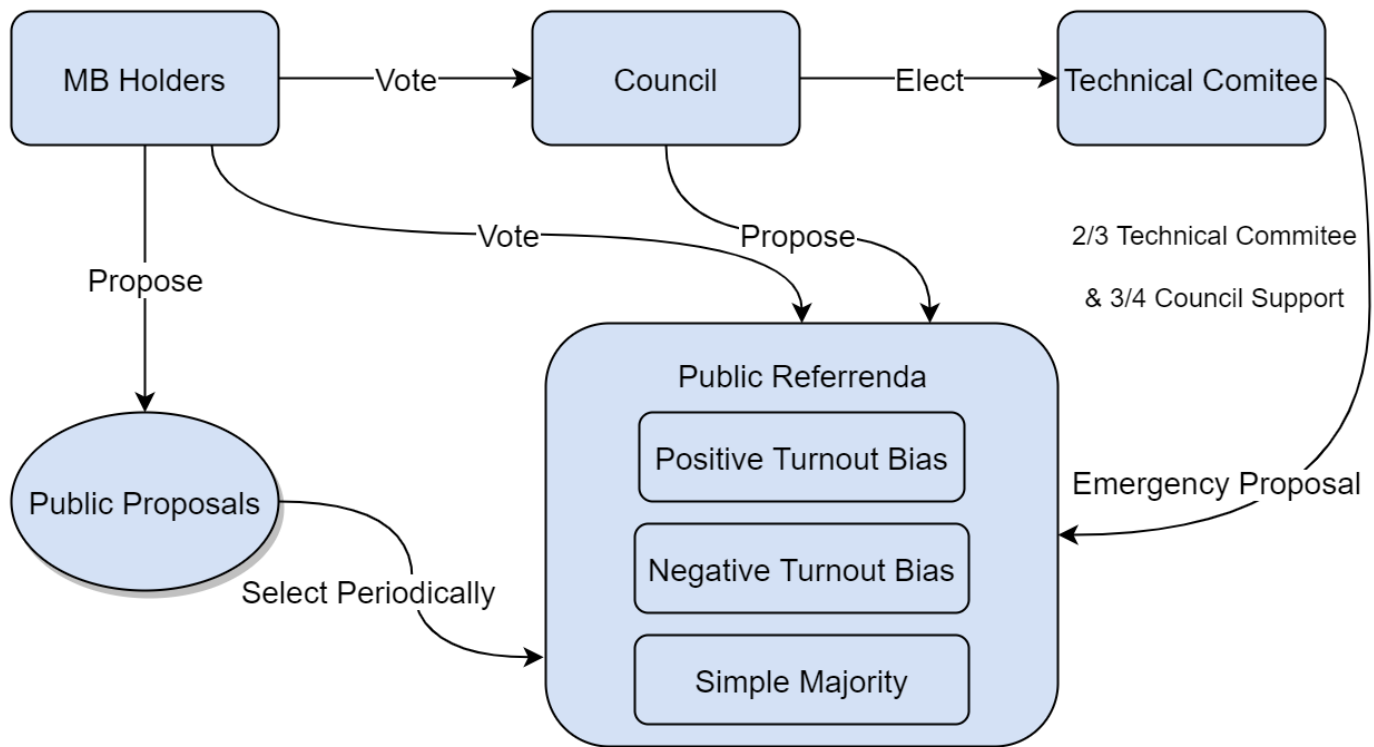 MB Holders
Vote
Council
Elect
Technical Comitee
Vote
Propose
2/3 Technical Commitee
& 3/4 Council Support
Propose
Public Referrenda
Positive Turnout Bias
Emergency Proposal
Public Proposals
Negative Turnout Bias
Select Periodically
Simple Majority